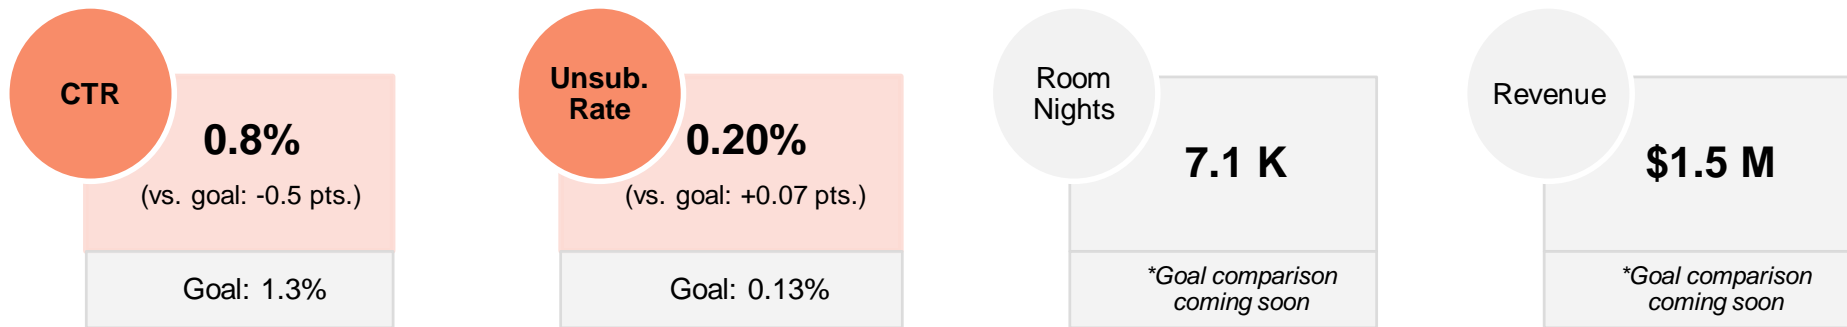 CTR
0.8%
(vs. goal: -0.5 pts.)
Goal: 1.3%
Unsub.
Rate
0.20%
(vs. goal: +0.07 pts.)
Goal: 0.13%
Room
Nights
7.1 K
*Goal comparison
coming soon
Revenue
$1.5 M
*Goal comparison
coming soon